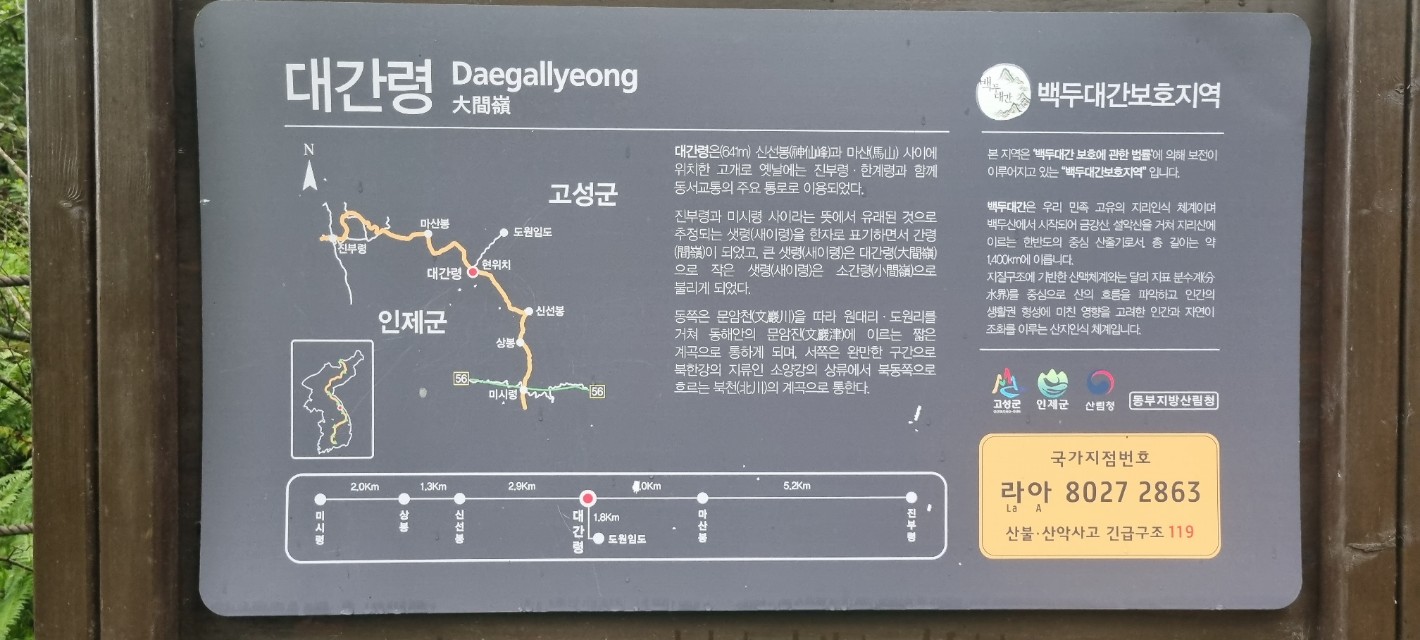 대간령 Daegallyeong
大間嶺
N
고성군
마산봉
도원임도
진부령
현위치
대간령
인제군
신선봉
상봉
56
미시령
56
대간령은(641m) 신선봉(神仙峰)과 마산(馬山) 사이에
위치한 고개로 옛날에는 진부령·한계령과 함께
동서교통의 주요 통로로 이용되었다.
진부령과 미시령 사이라는 뜻에서 유래된 것으로
추정되는 샛령(새이령)을 한자로 표기하면서 간령
(間嶺)이 되었고, 큰 샛령(새이령)은 대간령(大間嶺)
으로 작은 샛령(새이령)은 소간령(小間嶺)으로
불리게 되었다.
동쪽은 문암천(文巖川)을 따라 원대리·도원리를
거쳐 동해안의 문암진(文巖津)에 이르는 짧은
계곡으로 통하게 되며, 서쪽은 완만한 구간으로
북한강의 지류인 소양강의 상류에서 북동쪽으로
흐르는 북천(北川)의 계곡으로 통한다.
2.0Km 1.3Km 2.9Km .0Km 5.2Km
미시령 상봉 신선봉 대간령 마산봉 진부령
1.8Km
도원임도
백두대간 백두대간보호지역
본 지역은 '백두대간 보호에 관한 법률'에 의해 보전이
이루어지고 있는 "백두대간보호지역" 입니다.
백두대간은 우리 민족 고유의 지리인식 체계이며
백두산에서 시작되어 금강산, 설악산을 거쳐 지리산에
이르는 한반도의 중심 산줄기로서, 총 길이는 약
1,400km에 이릅니다.
지질구조에 기반한 산맥체계와는 달리 지표 분수계(分
水界)를 중심으로 산의 흐름을 파악하고 인간의
생활권 형성에 미친 영향을 고려한 인간과 자연이
조화를 이루는 산지인식 체계입니다.
고성군 인제군 산림청 동부지방산림청
국가지점번호
라아 8027 2863
La A
산불·산악사고 긴급구조 119